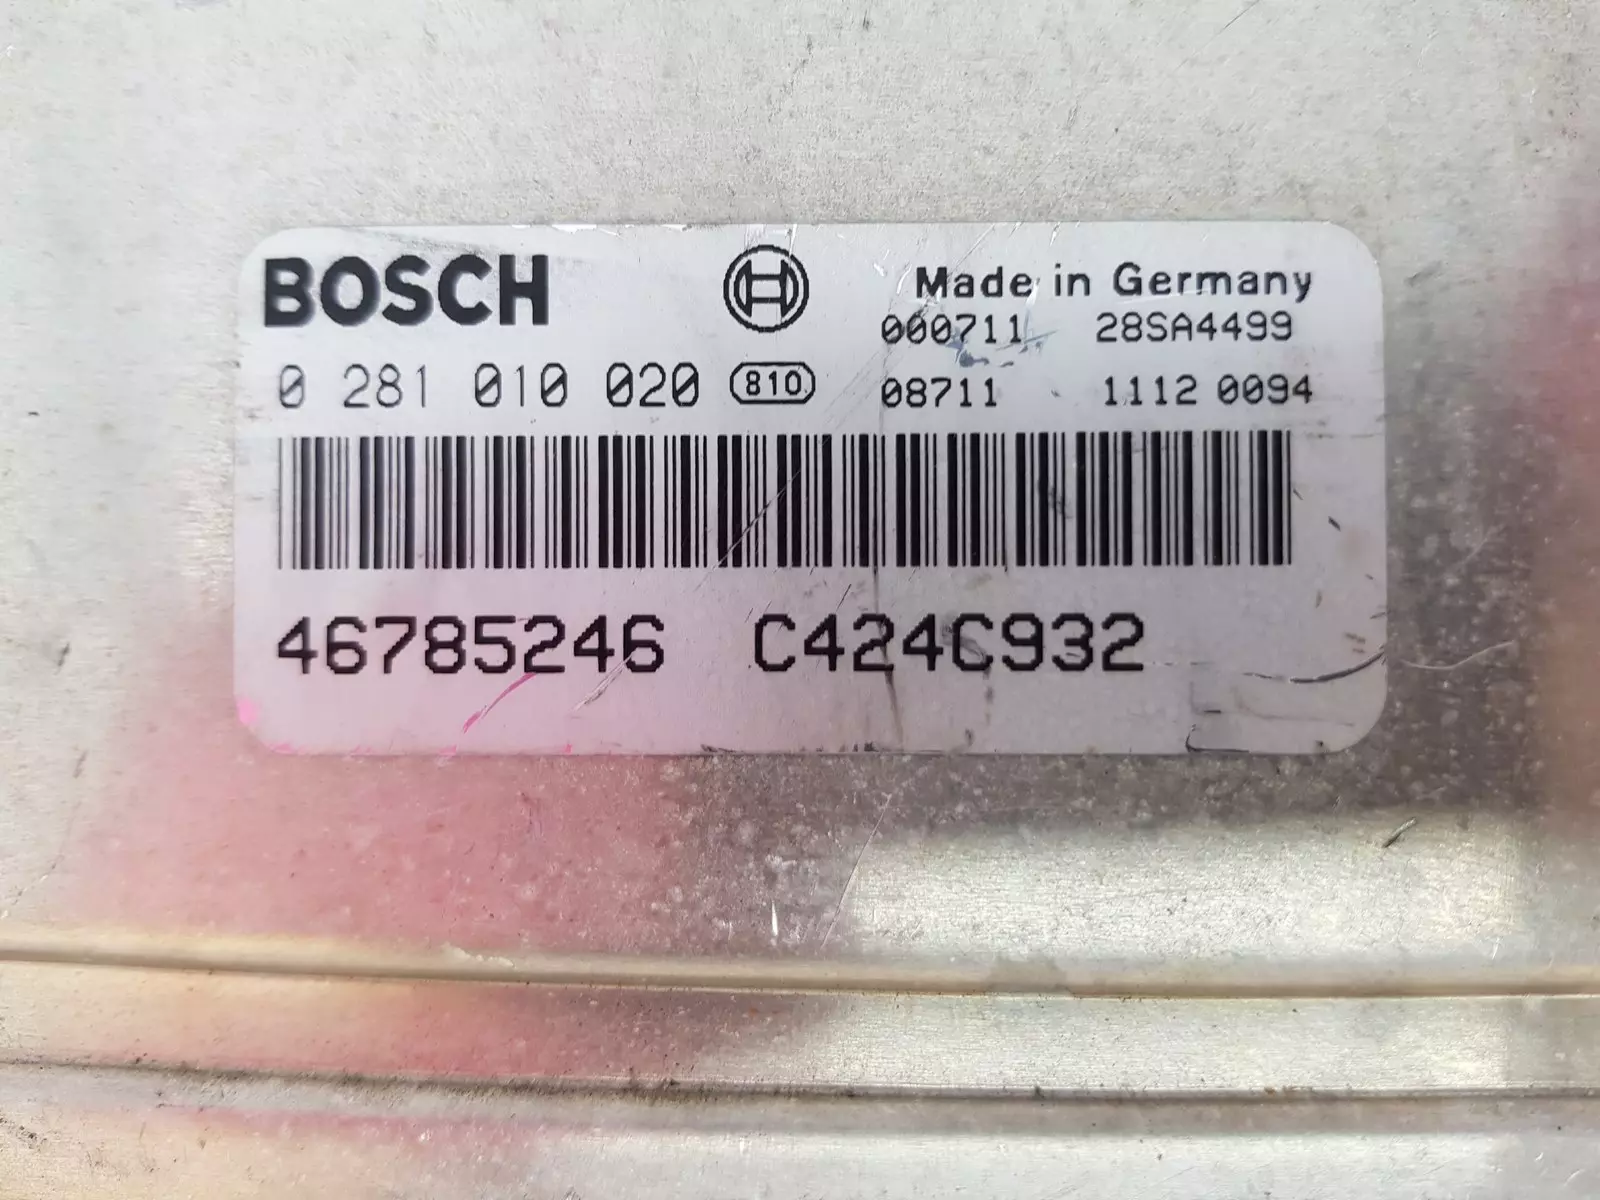 BOSCH Made in Germany
000711 28SA4499
0 281 010 020 810 08711 1112 0094
46785246 C424C932